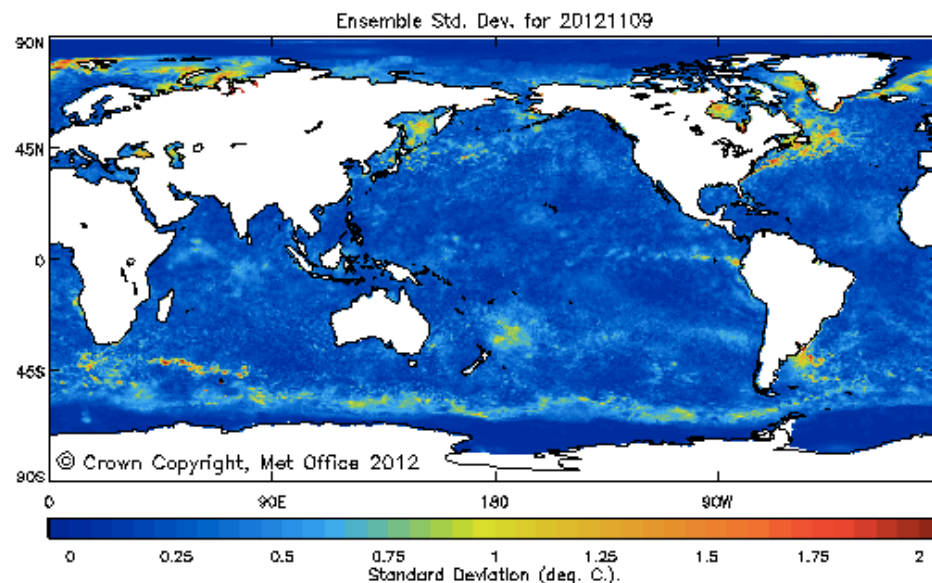 Ensemble Std. Dev. for 20121109
90N
45N
0
45S
90S
© Crown Copyright, Met Office 2012
0 90E 180 90W
0 0.25 0.5 0.75 1 1.25 1.5 1.75 2
Standard Deviation (deg. C.).